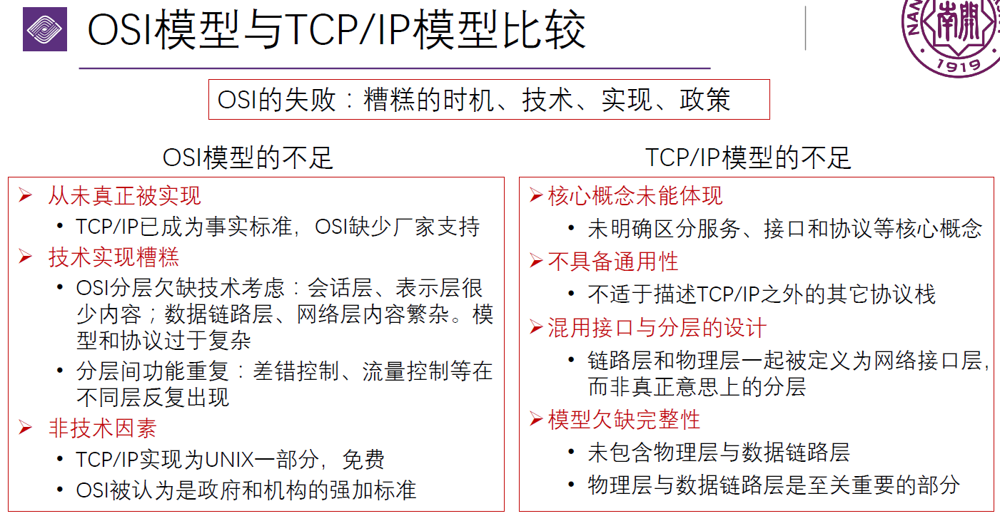 OSI模型与TCP/IP模型比较
NAN
1919
OSI的失败：糟糕的时机、技术、实现、政策
OSI模型的不足
从未真正被实现
TCP/IP已成为事实标准，OSI缺少厂家支持
技术实现糟糕
OSI分层欠缺技术考虑：会话层、表示层很
少内容；数据链路层、网络层内容繁杂。模
型和协议过于复杂
分层间功能重复：差错控制、流量控制等在
不同层反复出现
非技术因素
TCP/IP实现为UNIX一部分，免费
OSI被认为是政府和机构的强加标准
TCP/IP模型的不足
核心概念未能体现
未明确区分服务、接口和协议等核心概念
不具备通用性
不适于描述TCP/IP之外的其它协议栈
混用接口与分层的设计
链路层和物理层一起被定义为网络接口层，
而非真正意思上的分层
模型欠缺完整性
未包含物理层与数据链路层
物理层与数据链路层是至关重要的部分